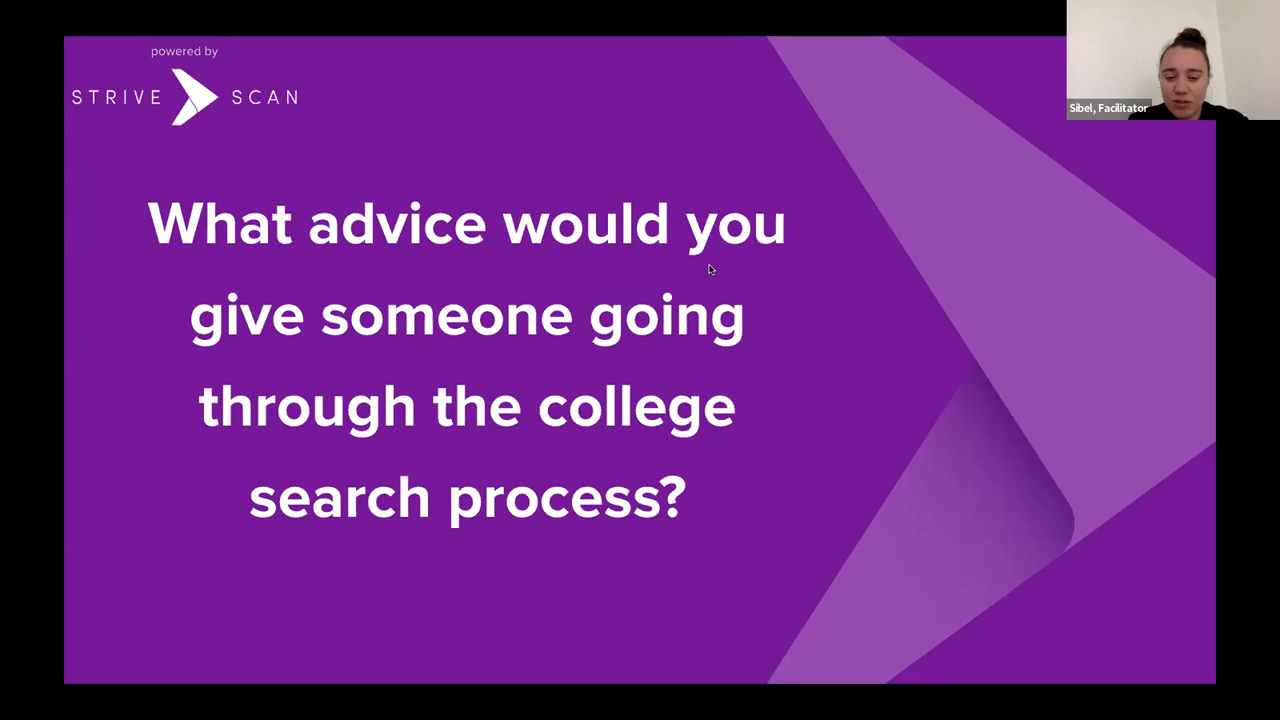 powered by
STRIVE SCAN
Sibel, Facilitator
What advice would you
give someone going
through the college
search process?